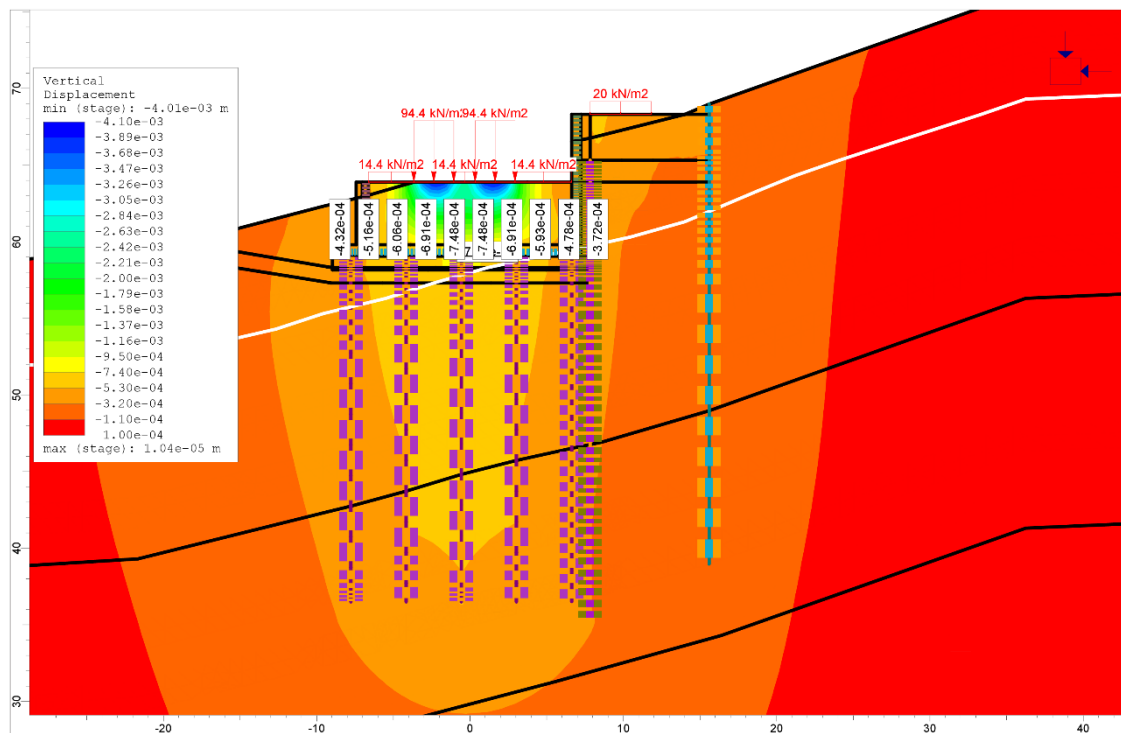 Vertical
Displacement
min (stage): -4.01e-03 m
-4.10e-03
-3.89e-03
-3.68e-03
-3.47e-03
-3.26e-03
-3.05e-03
-2.84e-03
-2.63e-03
-2.42e-03
-2.21e-03
-2.00e-03
-1.79e-03
-1.58e-03
-1.37e-03
-1.16e-03
-9.50e-04
-7.40e-04
-5.30e-04
-3.20e-04
-1.10e-04
1.00e-04
max (stage): 1.04e-05 m
20 kN/m2
94.4 kN/m2
94.4 kN/m2
14.4 kN/m2
14.4 kN/m2
14.4 kN/m2
-4.32e-04
-5.16e-04
-6.06e-04
-6.91e-04
-7.48e-04
-7.48e-04
-6.91e-04
-5.93e-04
-4.78e-04
-3.72e-04
70
60
50
40
30
-20
-10
0
10
20
30
40